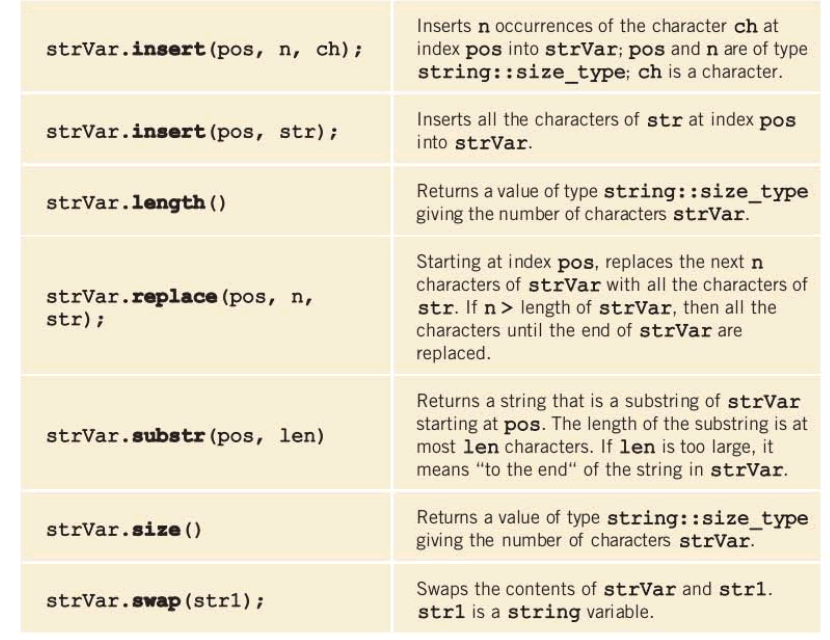 strVar.insert(pos, n, ch);
Inserts n occurrences of the character ch at
index pos into strVar; pos and n are of type
string::size_type; ch is a character.
strVar.insert(pos, str);
Inserts all the characters of str at index pos
into strVar.
strVar.length()
Returns a value of type string::size_type
giving the number of characters strVar.
strVar.replace(pos, n,
str);
Starting at index pos, replaces the next n
characters of strVar with all the characters of
str. If n > length of strVar, then all the
characters until the end of strVar are
replaced.
strVar.substr(pos, len)
Returns a string that is a substring of strVar
starting at pos. The length of the substring is at
most len characters. If len is too large, it
means “to the end“ of the string in strVar.
strVar.size()
Returns a value of type string::size_type
giving the number of characters strVar.
strVar.swap(str1);
Swaps the contents of strVar and str1.
str1 is a string variable.